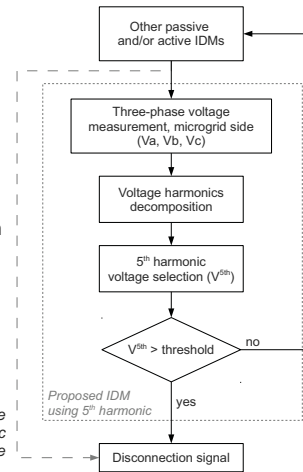 Other passive
and/or active IDMs
Three-phase voltage
measurement, microgrid side
(Va, Vb, Vc)
Voltage harmonics
decomposition
5th harmonic
voltage selection (V5th)
V5th > threshold
no
yes
Proposed IDM
using 5th harmonic
Disconnection signal